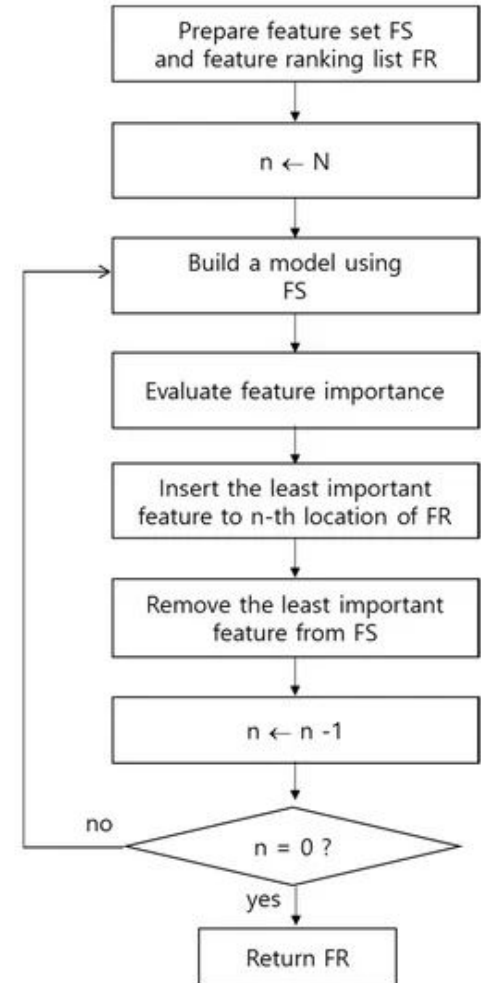 Prepare feature set FS
and feature ranking list FR
n ← N
Build a model using
FS
Evaluate feature importance
Insert the least important
feature to n-th location of FR
Remove the least important
feature from FS
n ← n -1
no
n = 0 ?
yes
Return FR